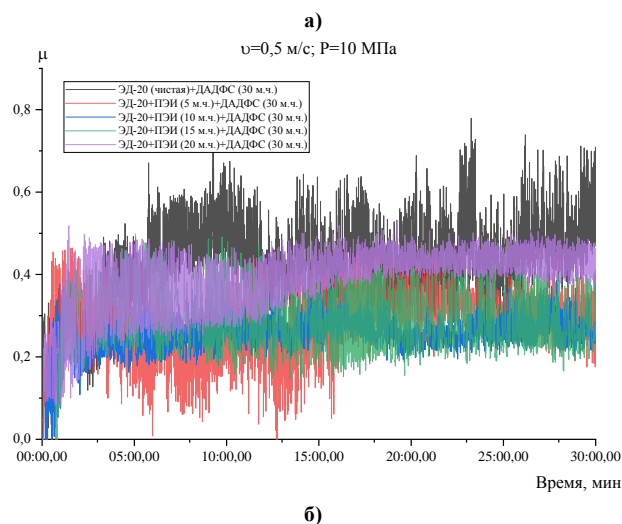 а)
υ=0,5 м/с; P=10 МПа
μ
ЭД-20 (чистая)+ДАДФС (30 м.ч.)
ЭД-20+ПЭИ (5 м.ч.)+ДАДФС (30 м.ч.)
ЭД-20+ПЭИ (10 м.ч.)+ДАДФС (30 м.ч.)
ЭД-20+ПЭИ (15 м.ч.)+ДАДФС (30 м.ч.)
ЭД-20+ПЭИ (20 м.ч.)+ДАДФС (30 м.ч.)
0,8
0,6
0,4
0,2
0,0
00:00,00 05:00,00 10:00,00 15:00,00 20:00,00 25:00,00 30:00,00
Время, мин
б)